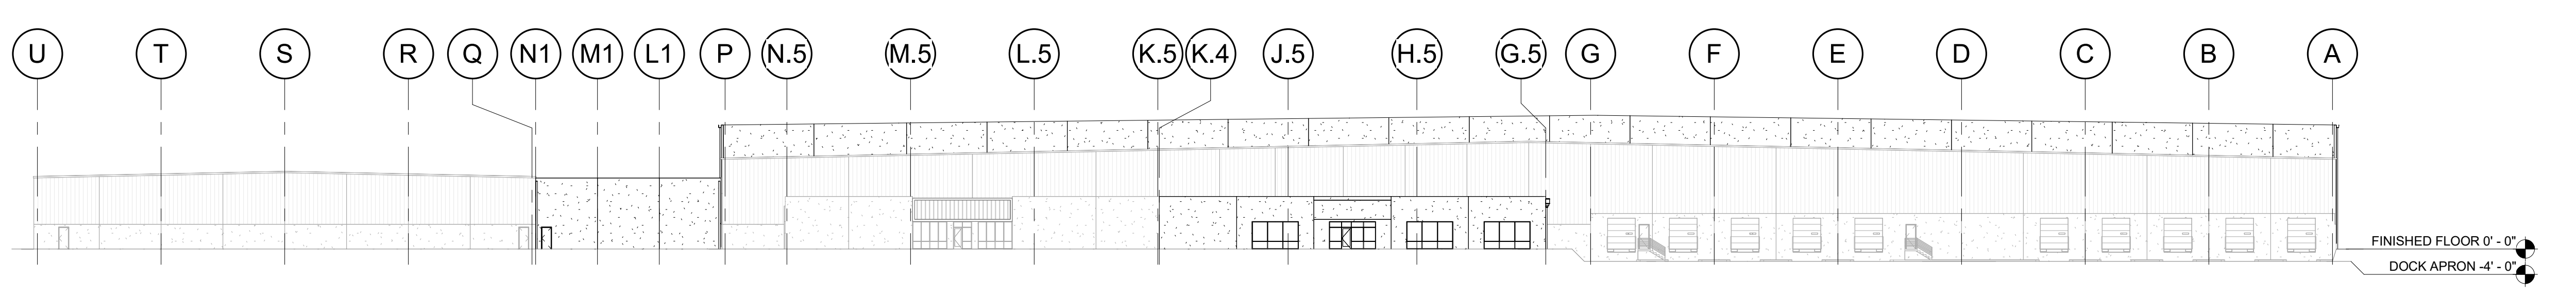 U T S R Q N1 M1 L1 P N.5 M.5 L.5 K.5 K.4 J.5 H.5 G.5 G F E D C B A
FINISHED FLOOR 0' - 0"
DOCK APRON -4' - 0"